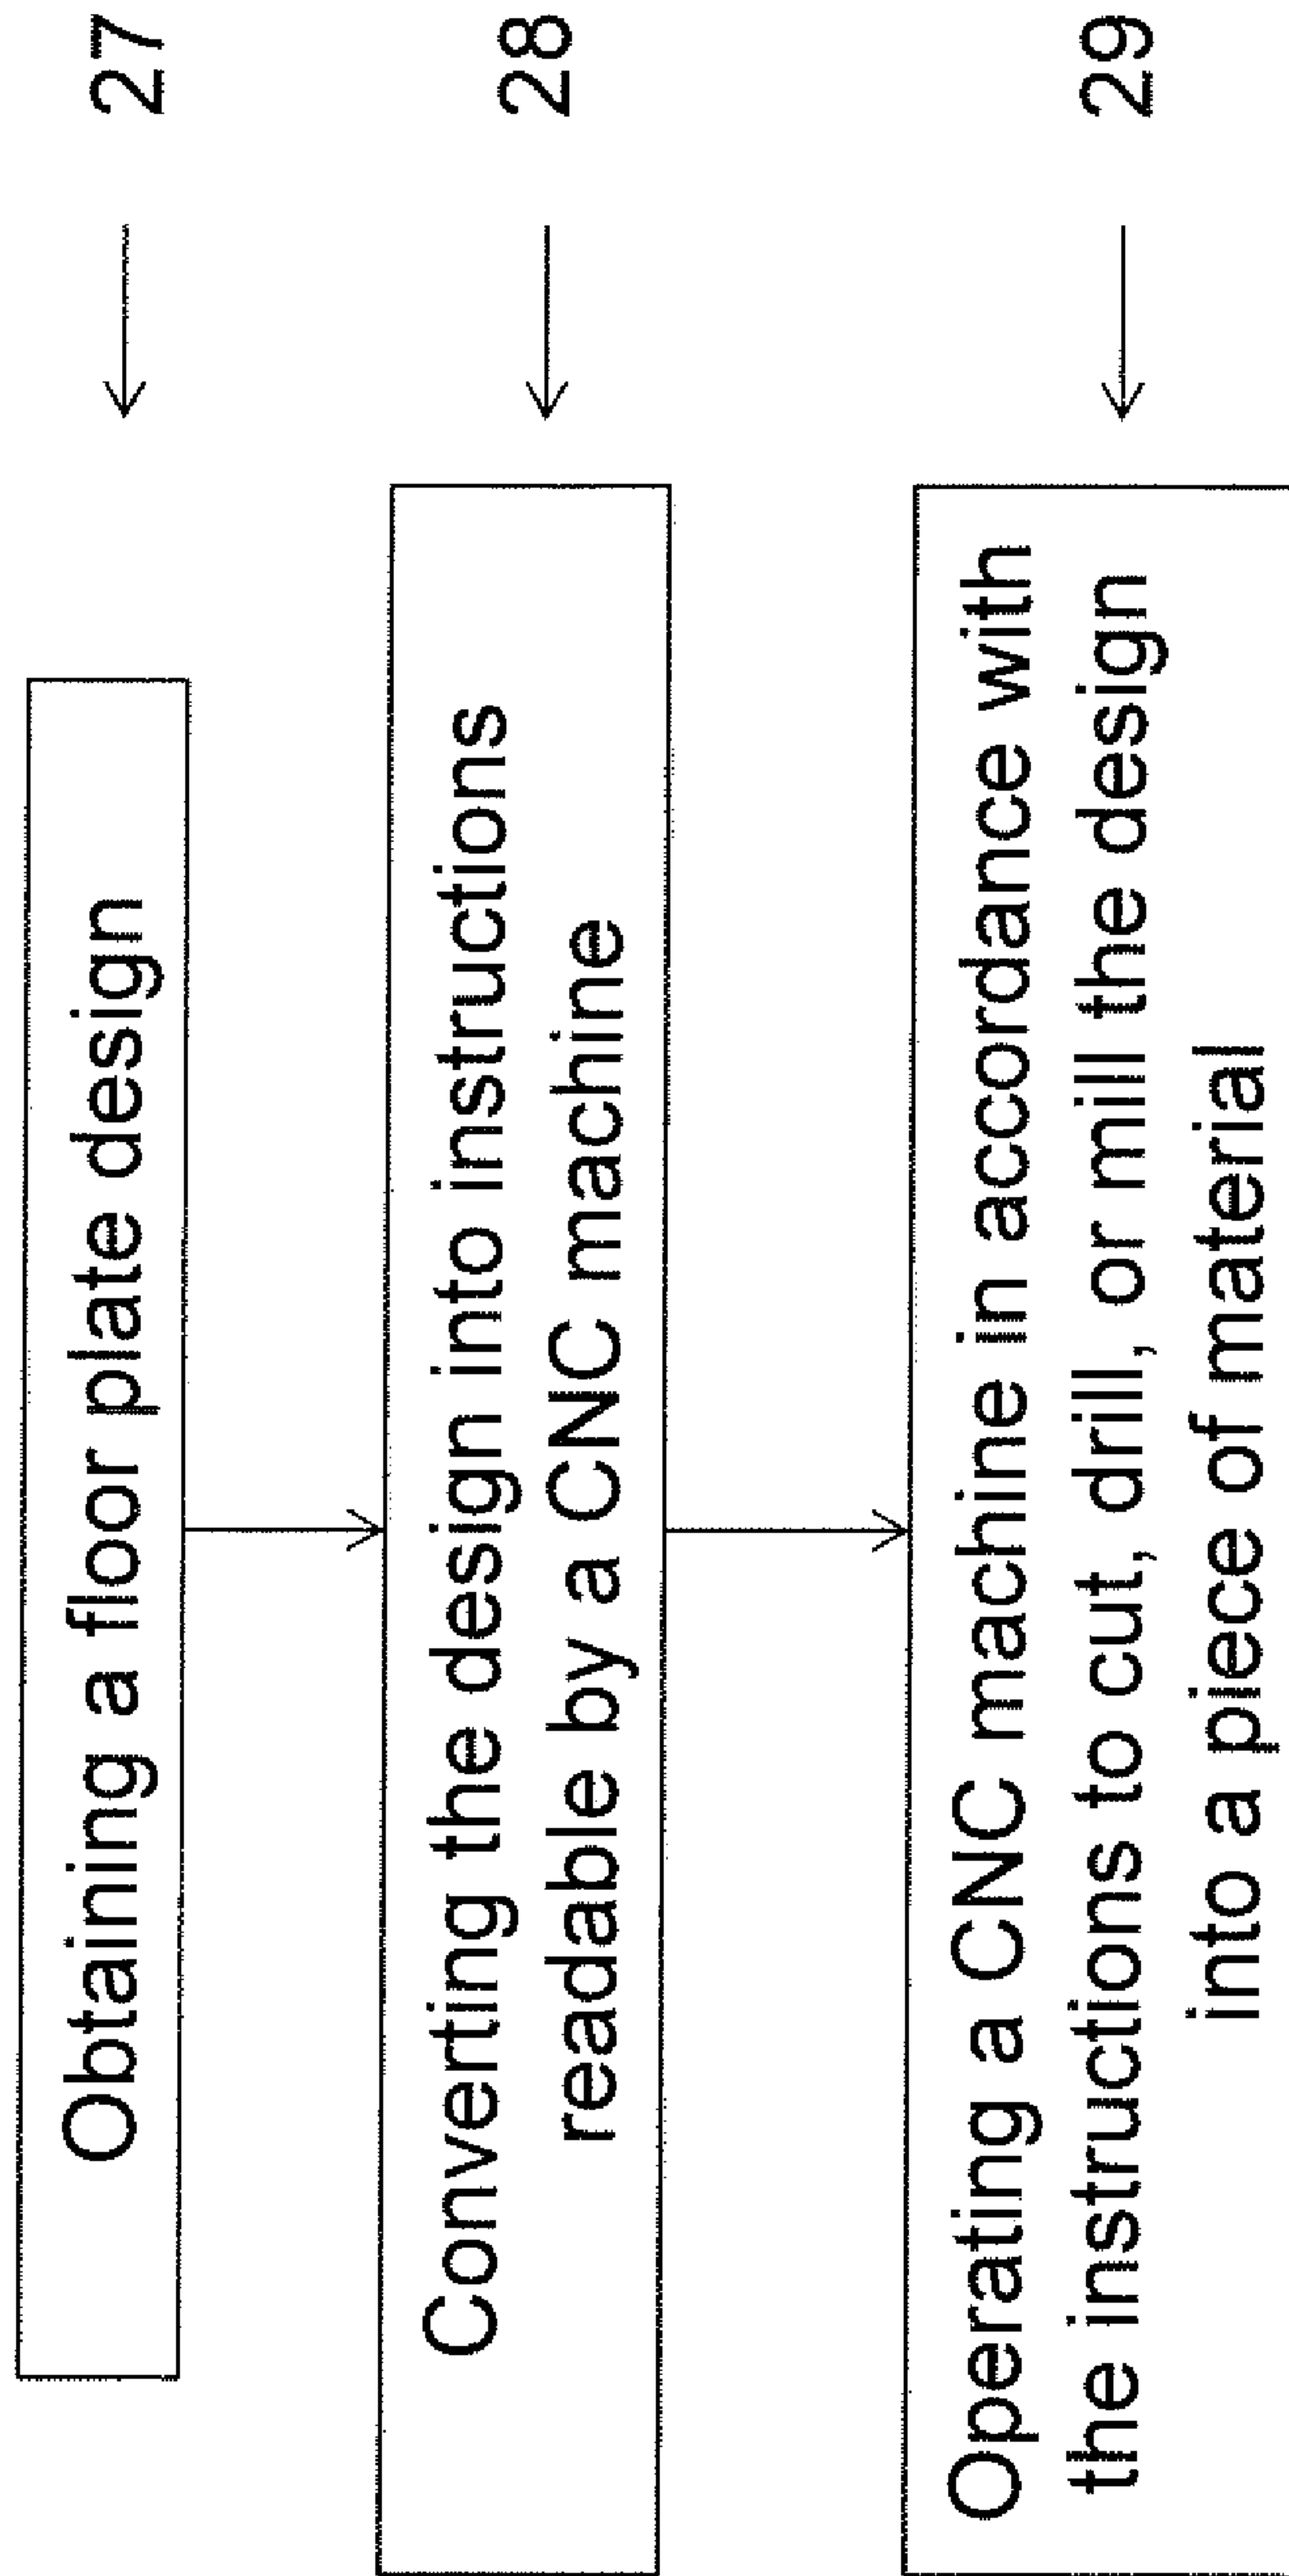 Obtaining a floor plate design
27
Converting the design into instructions
readable by a CNC machine
28
Operating a CNC machine in accordance with
the instructions to cut, drill, or mill the design
into a piece of material
29